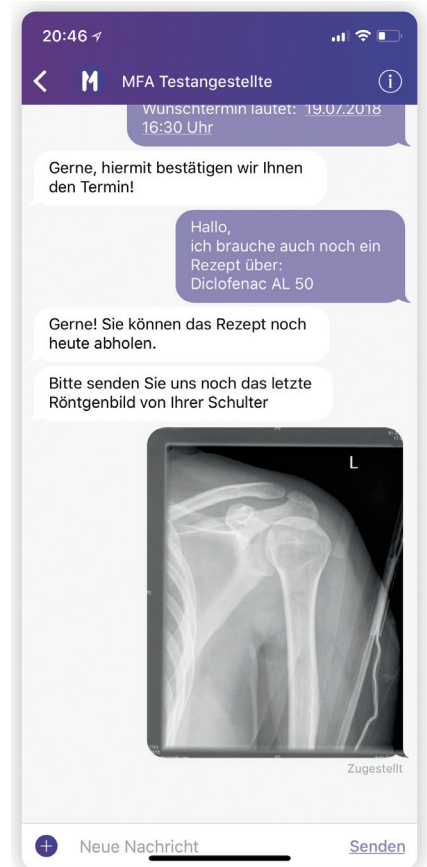 20:46
M MFA Testangestellte i
Wunschtermin lautet: 19.07.2018
16:30 Uhr
Gerne, hiermit bestätigen wir Ihnen
den Termin!
Hallo,
ich brauche auch noch ein
Rezept über:
Diclofenac AL 50
Gerne! Sie können das Rezept noch
heute abholen.
Bitte senden Sie uns noch das letzte
Röntgenbild von Ihrer Schulter
L
Zugestellt
Neue Nachricht Senden